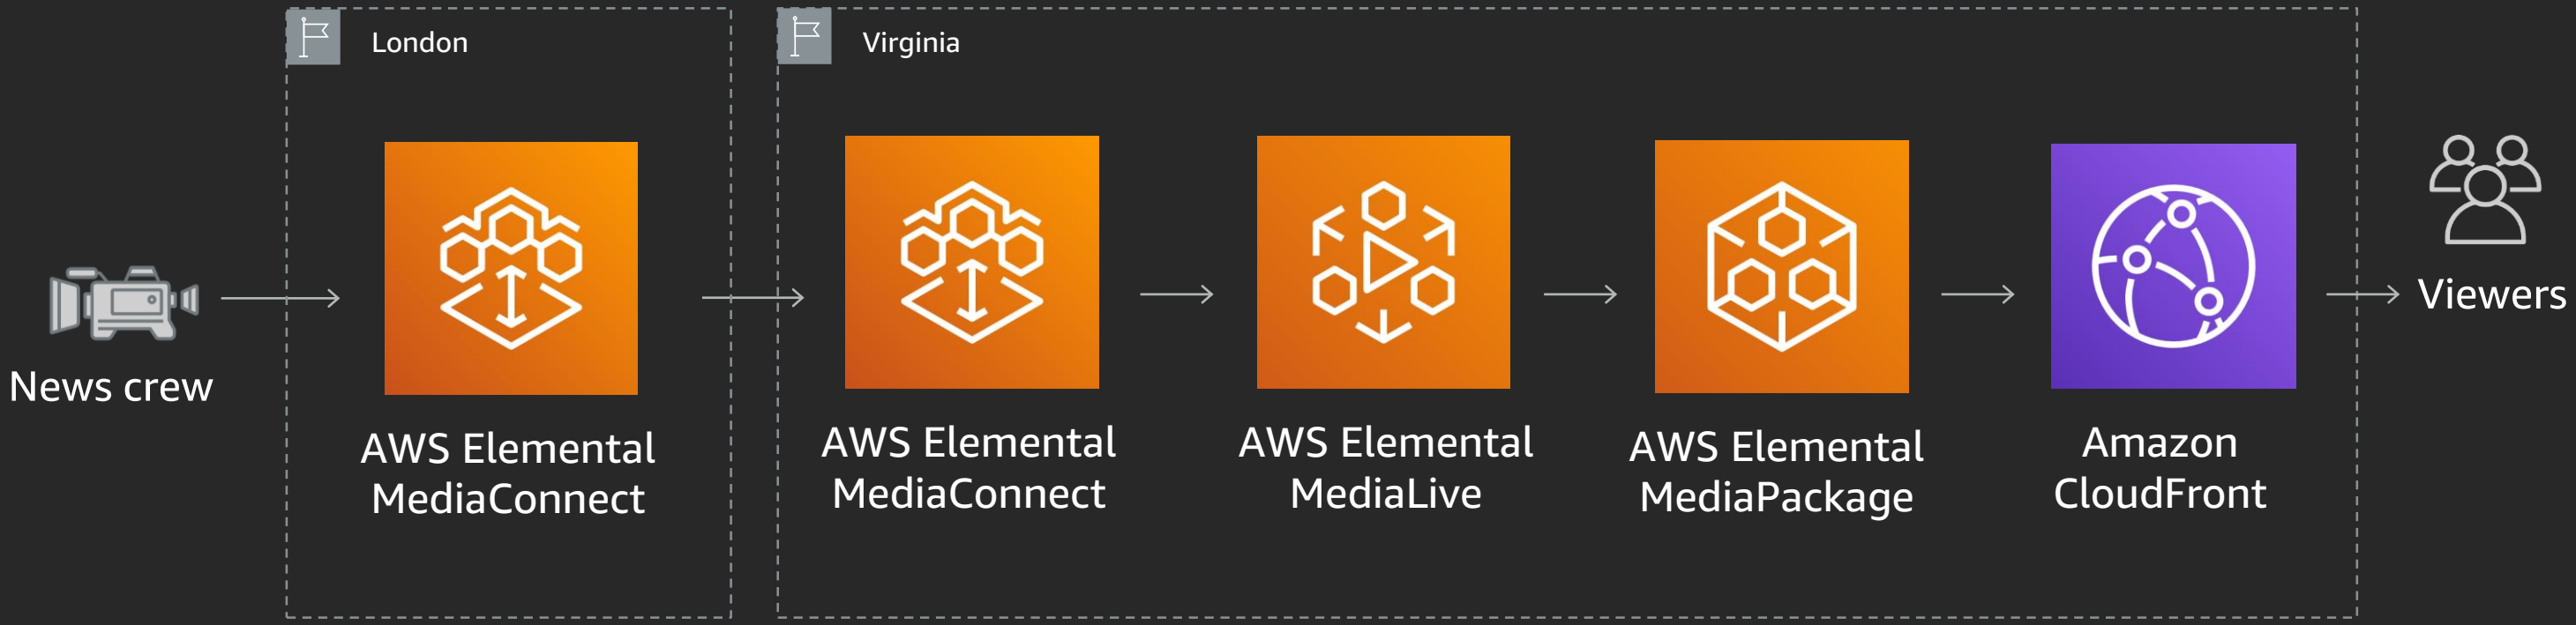 London
Virginia
News crew
AWS Elemental
MediaConnect
AWS Elemental
MediaConnect
AWS Elemental
MediaLive
AWS Elemental
MediaPackage
Amazon
CloudFront
Viewers